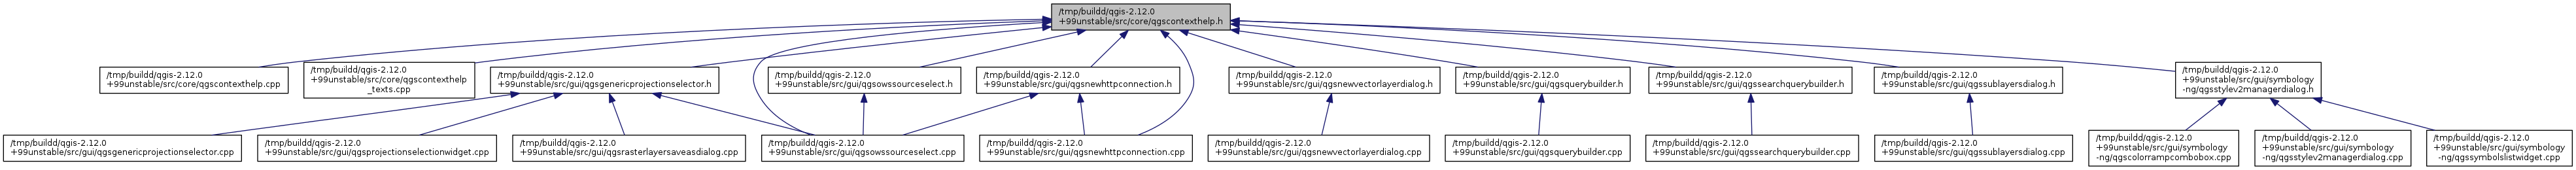 /tmp/buildd/qgis-2.12.0
+99unstable/src/core/qgscontexthelp.h
/tmp/buildd/qgis-2.12.0
+99unstable/src/core/qgscontexthelp.cpp
/tmp/buildd/qgis-2.12.0
+99unstable/src/core/qgscontexthelp
_texts.cpp
/tmp/buildd/qgis-2.12.0
+99unstable/src/gui/qgsgenericprojectionselector.h
/tmp/buildd/qgis-2.12.0
+99unstable/src/gui/qgsowssourceselect.h
/tmp/buildd/qgis-2.12.0
+99unstable/src/gui/qgsnewhttpconnection.h
/tmp/buildd/qgis-2.12.0
+99unstable/src/gui/qgsnewvectorlayerdialog.h
/tmp/buildd/qgis-2.12.0
+99unstable/src/gui/qgsquerybuilder.h
/tmp/buildd/qgis-2.12.0
+99unstable/src/gui/qgssearchquerybuilder.h
/tmp/buildd/qgis-2.12.0
+99unstable/src/gui/qgssublayersdialog.h
/tmp/buildd/qgis-2.12.0
+99unstable/src/gui/symbology
-ng/qgsstylev2managerdialog.h
/tmp/buildd/qgis-2.12.0
+99unstable/src/gui/qgsgenericprojectionselector.cpp
/tmp/buildd/qgis-2.12.0
+99unstable/src/gui/qgsprojectionselectionwidget.cpp
/tmp/buildd/qgis-2.12.0
+99unstable/src/gui/qgsrasterlayersaveasdialog.cpp
/tmp/buildd/qgis-2.12.0
+99unstable/src/gui/qgsowssourceselect.cpp
/tmp/buildd/qgis-2.12.0
+99unstable/src/gui/qgsnewhttpconnection.cpp
/tmp/buildd/qgis-2.12.0
+99unstable/src/gui/qgsnewvectorlayerdialog.cpp
/tmp/buildd/qgis-2.12.0
+99unstable/src/gui/qgsquerybuilder.cpp
/tmp/buildd/qgis-2.12.0
+99unstable/src/gui/qgssearchquerybuilder.cpp
/tmp/buildd/qgis-2.12.0
+99unstable/src/gui/qgssublayersdialog.cpp
/tmp/buildd/qgis-2.12.0
+99unstable/src/gui/symbology
-ng/qgscolorrampcombobox.cpp
/tmp/buildd/qgis-2.12.0
+99unstable/src/gui/symbology
-ng/qgsstylev2managerdialog.cpp
/tmp/buildd/qgis-2.12.0
+99unstable/src/gui/symbology
-ng/qgssymbolslistwidget.cpp